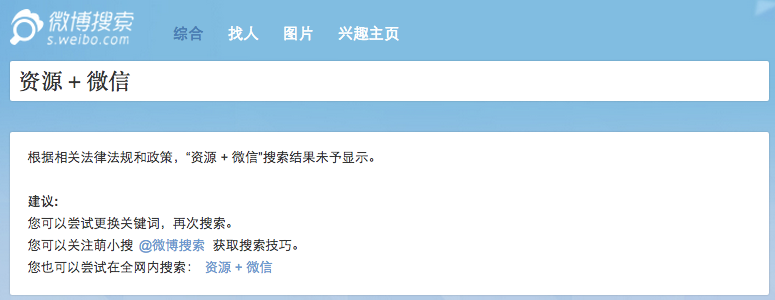 微博搜索
s.weibo.com
综合 找人 图片 兴趣主页
资源 + 微信
根据相关法律法规和政策，“资源 + 微信”搜索结果未予显示。
建议:
您可以尝试更换关键词，再次搜索。
您可以关注萌小搜 @微博搜索 获取搜索技巧。
您也可以尝试在全网内搜索： 资源 + 微信